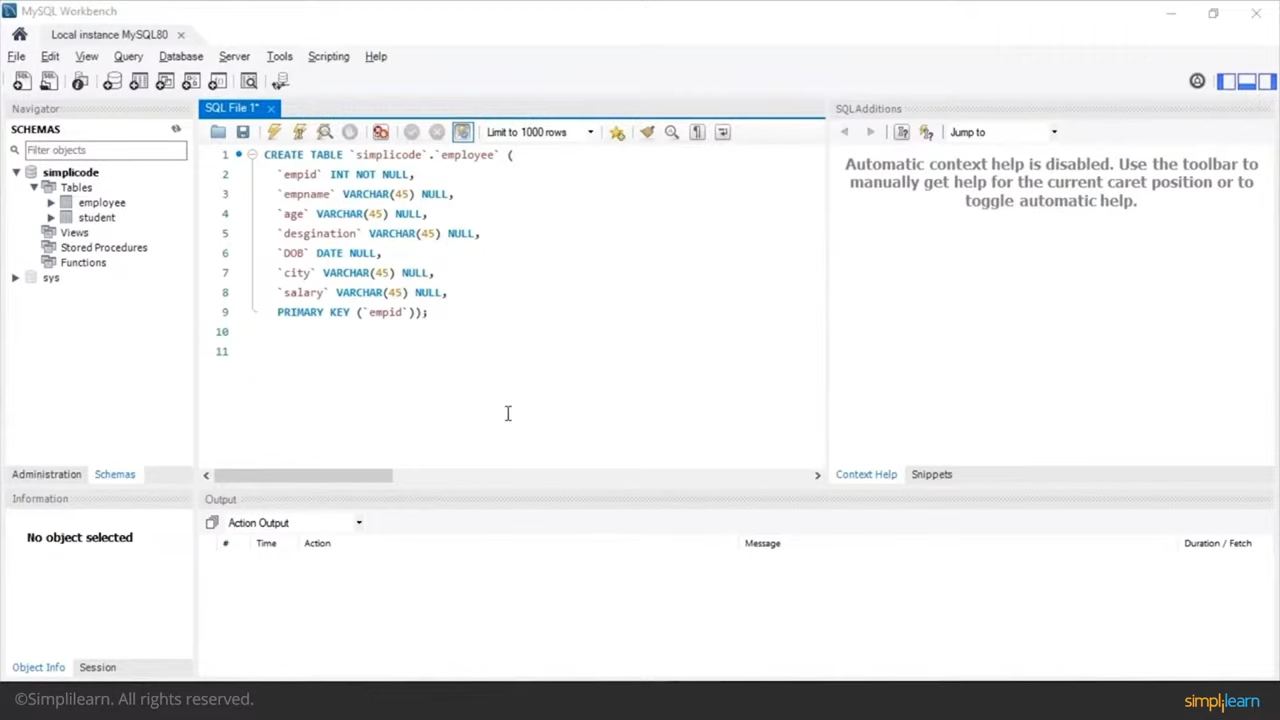 MySQL Workbench
Local instance MySQL80
File Edit View Query Database Server Tools Scripting Help
Navigator
SCHEMAS
Filter objects
simplicode
Tables
employee
student
Views
Stored Procedures
Functions
sys
Administration Schemas
Information
No object selected
Object Info Session
SQL File 1*
Limit to 1000 rows
1 CREATE TABLE `simplicode`.`employee` (
2 `empid` INT NOT NULL,
3 `empname` VARCHAR(45) NULL,
4 `age` VARCHAR(45) NULL,
5 `desgination` VARCHAR(45) NULL,
6 `DOB` DATE NULL,
7 `city` VARCHAR(45) NULL,
8 `salary` VARCHAR(45) NULL,
9 PRIMARY KEY (`empid`));
10
11
SQLAdditions
Jump to
Automatic context help is disabled. Use the toolbar to
manually get help for the current caret position or to
toggle automatic help.
Context Help Snippets
Output
Action Output
# Time Action Message Duration / Fetch
©Simplilearn. All rights reserved.
simplilearn